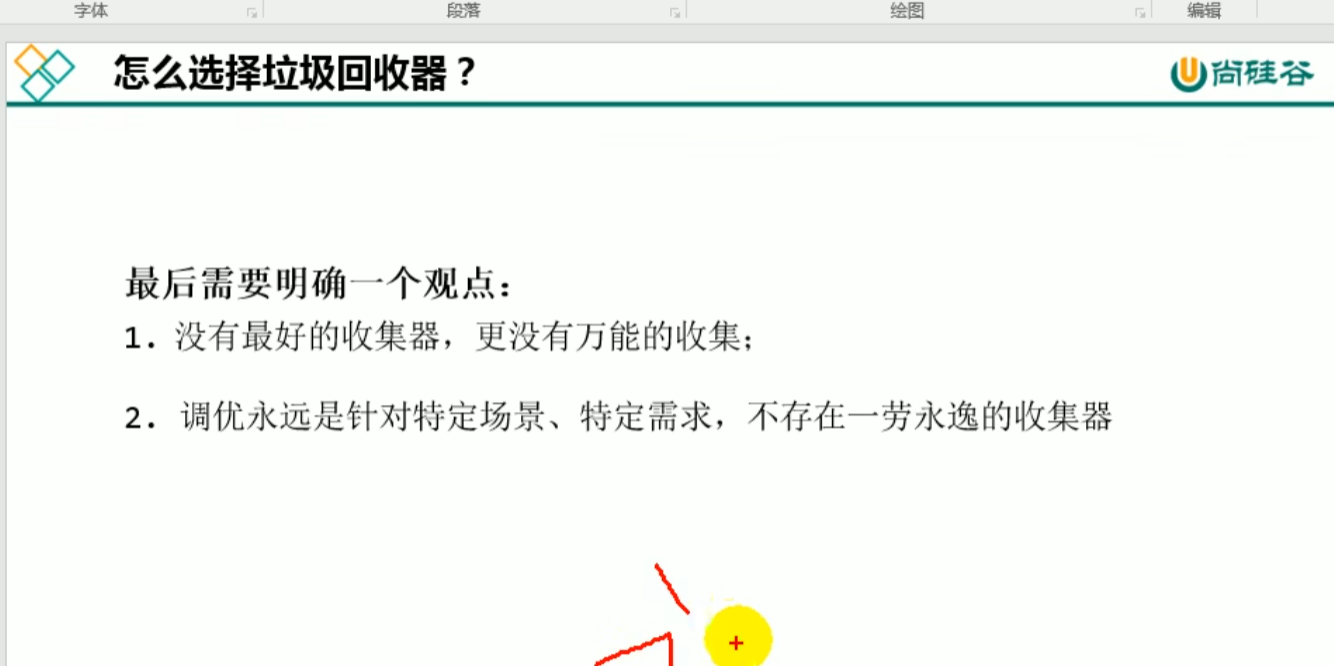 字体 段落 绘图 编辑
怎么选择垃圾回收器？ 尚硅谷
最后需要明确一个观点：
1. 没有最好的收集器，更没有万能的收集；
2. 调优永远是针对特定场景、特定需求，不存在一劳永逸的收集器